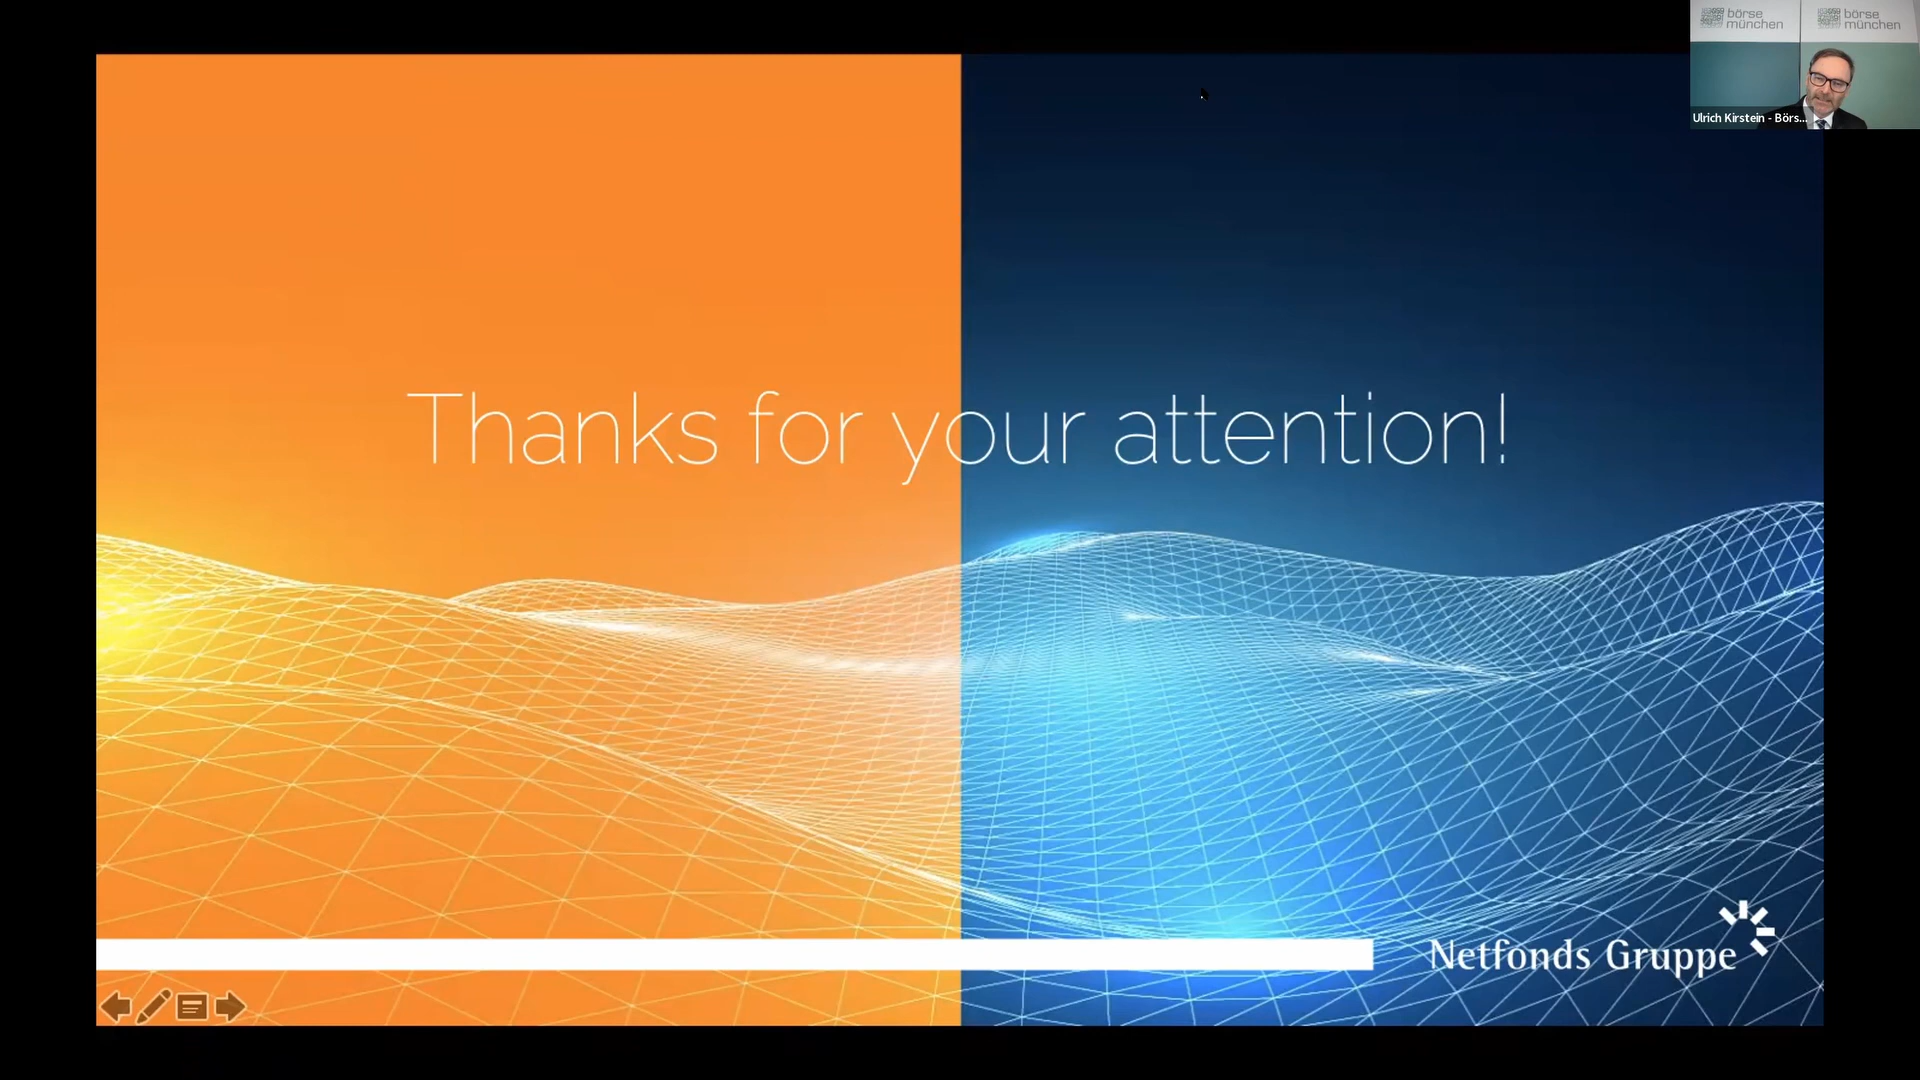 börse
münchen
börse
münchen
Ulrich Kirstein - Börs...
Thanks for your attention!
Netfonds Gruppe